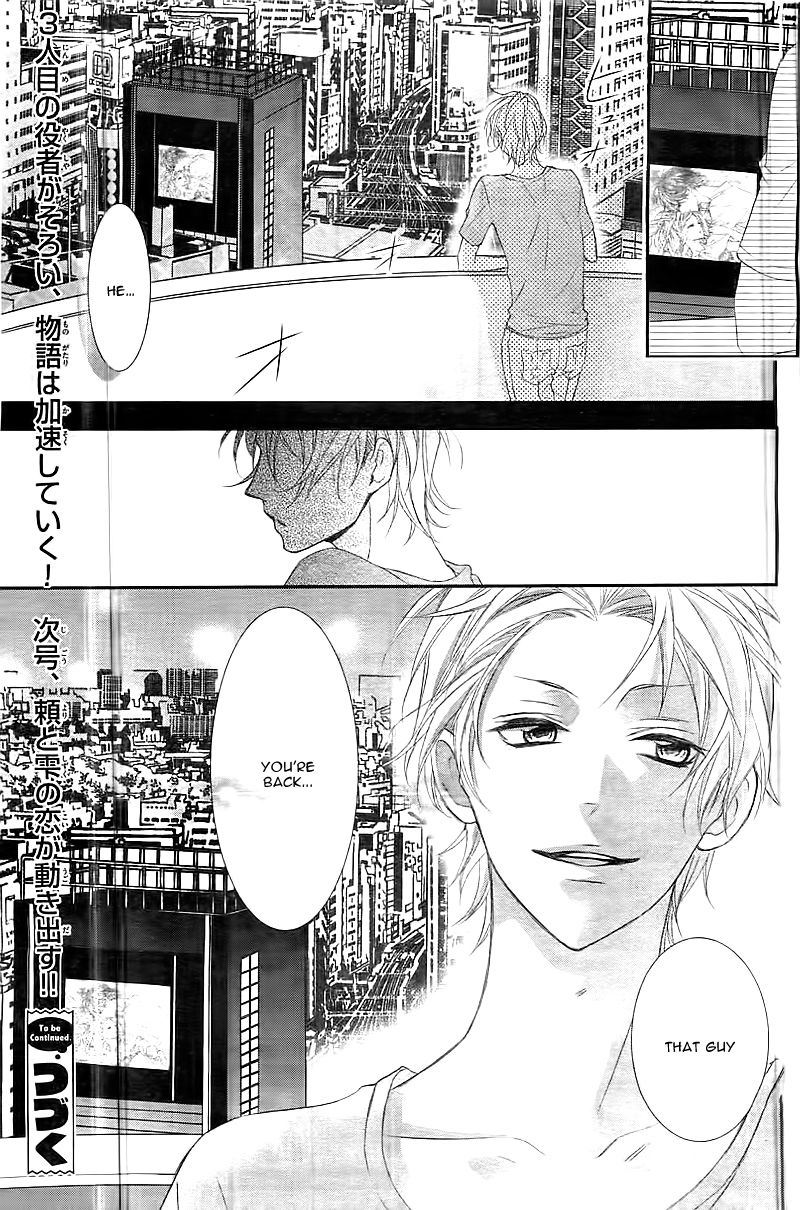 3人目の役者がそろい、物語は加速していく！
次号、頼と雫の恋が動き出す!!
To be
Continued.
つづく
HE...
YOU'RE
BACK...
THAT GUY